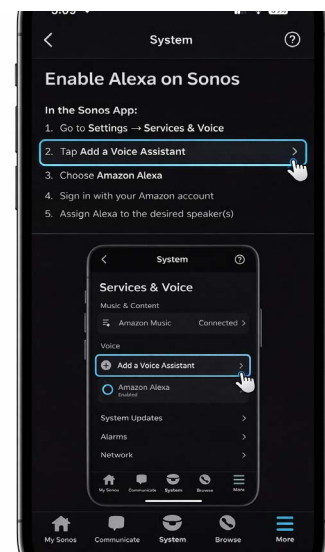 System
?
Enable Alexa on Sonos
In the Sonos App:
1. Go to Settings → Services & Voice
2. Tap Add a Voice Assistant >
3. Choose Amazon Alexa
4. Sign in with your Amazon account
5. Assign Alexa to the desired speaker(s)
System
?
Services & Voice
Music & Content
Amazon Music Connected >
Voice
Add a Voice Assistant >
Amazon Alexa
Enabled
System Updates >
Alarms >
Network >
My Sonos Communicate System Browse More
My Sonos Communicate System Browse More